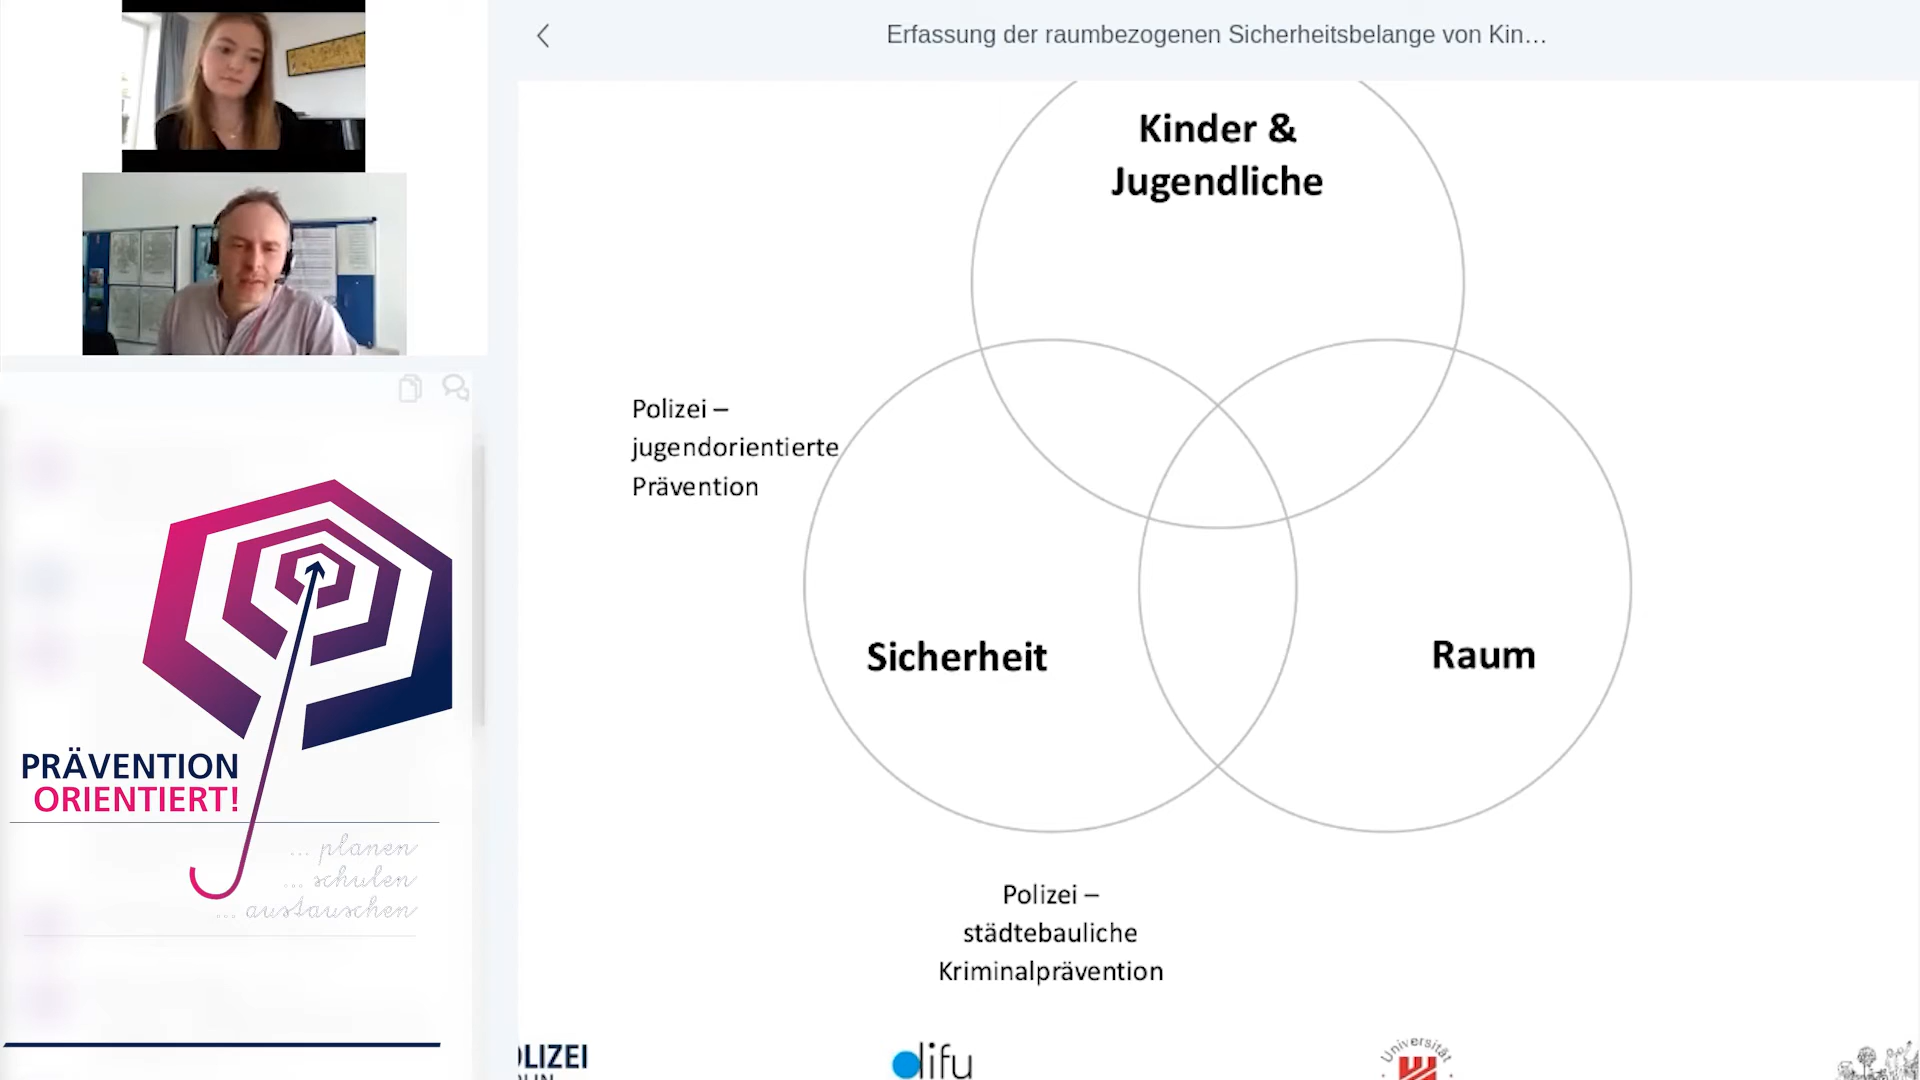 Erfassung der raumbezogenen Sicherheitsbelange von Kin…
Kinder &
Jugendliche
Polizei –
jugendorientierte
Prävention
Sicherheit
Raum
Polizei –
städtebauliche
Kriminalprävention
PRÄVENTION
ORIENTIERT!
... planen
... schulen
... austauschen
LIZEI
difu
Universität